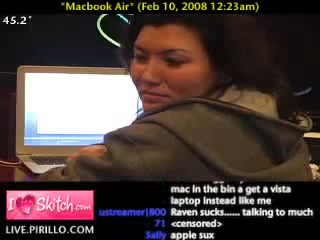 "Macbook Air" (Feb 10, 2008 12:23am)
45.2°
mac in the bin a get a vista
laptop instead like me
I Skitch.com!
ustreamer|800 Raven sucks...... talking to much
71 <censored>
LIVE.PIRILLO.COM Sally apple sux